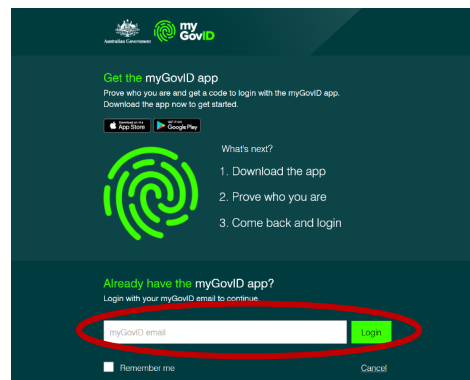 Australian Government
my
GovID
Get the myGovID app
Prove who you are and get a code to login with the myGovID app.
Download the app now to get started.
Download on the
App Store
GET IT ON
Google Play
What's next?
1. Download the app
2. Prove who you are
3. Come back and login
Already have the myGovID app?
Login with your myGovID email to continue.
myGovID email
Login
Remember me
Cancel